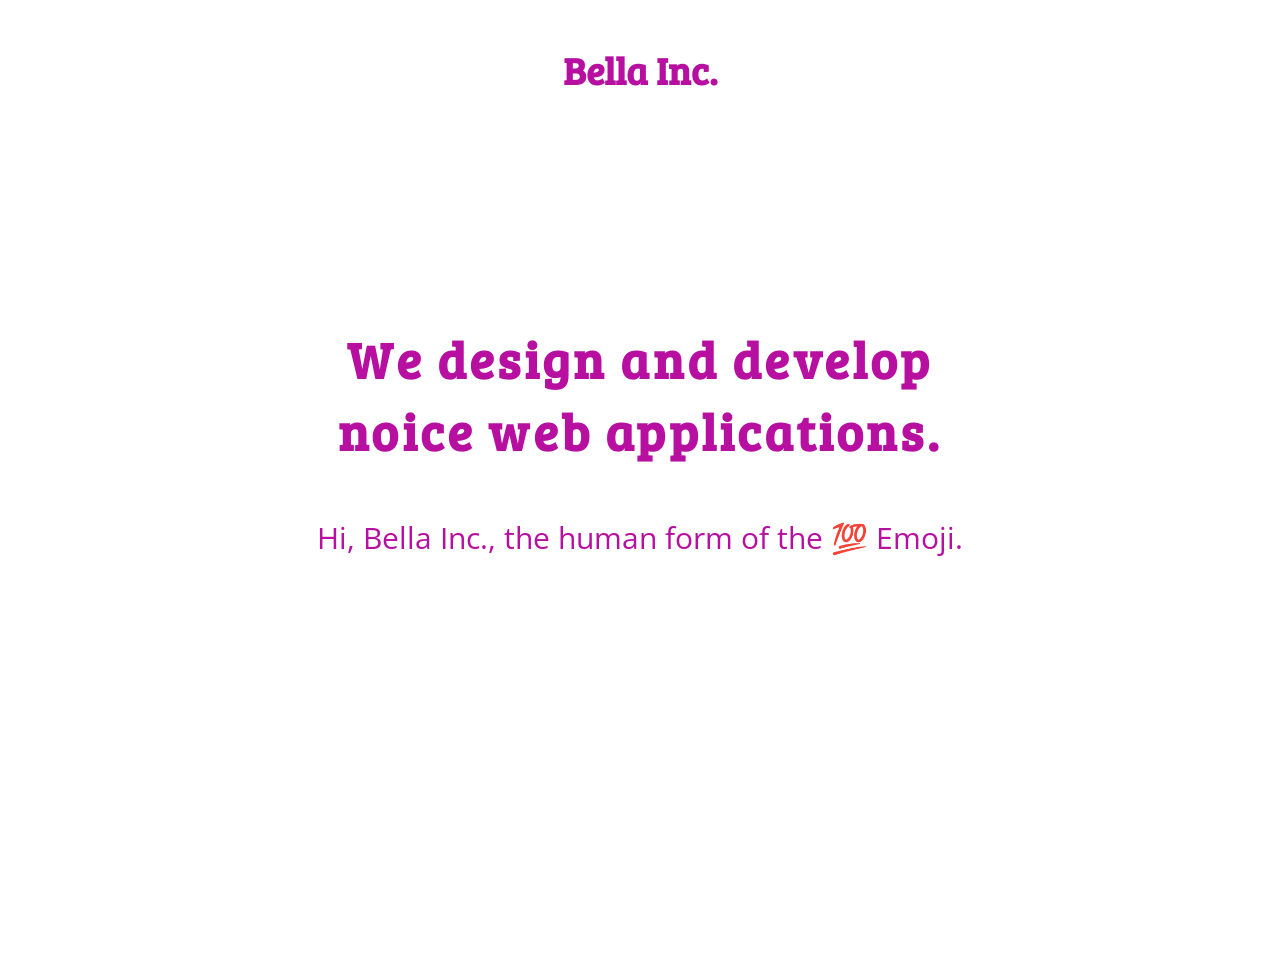 Bella Inc.
We design and develop
noice web applications.
Hi, Bella Inc., the human form of the 💯 Emoji.